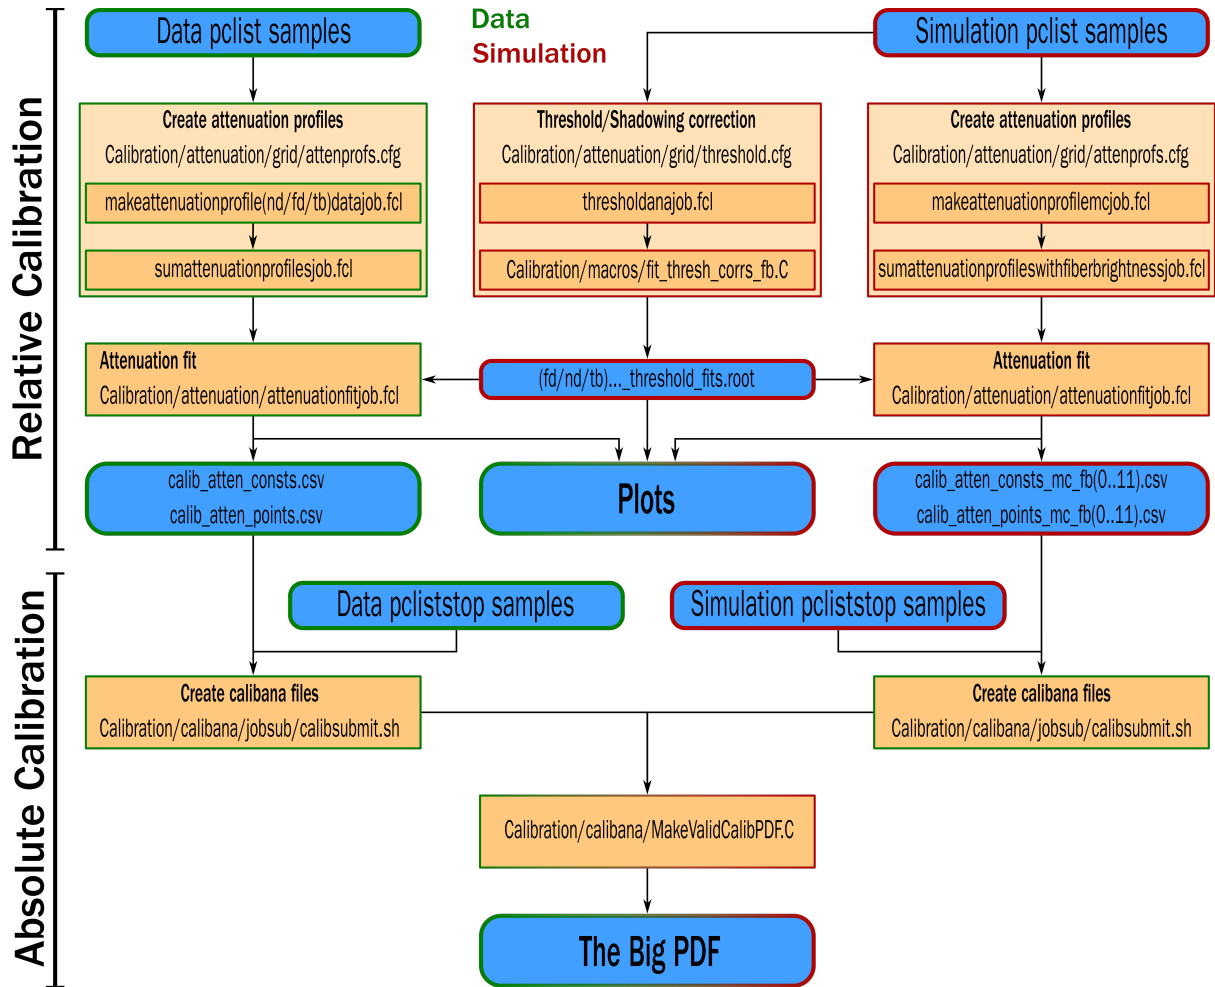 Data pclist samples
Data
Simulation
Simulation pclist samples
Relative Calibration
Create attenuation profiles
Calibration/attenuation/grid/attenprofs.cfg
makeattenuationprofile(nd/fd/tb)datajob.fcl
sumattenuationprofilesjob.fcl
Threshold/Shadowing correction
Calibration/attenuation/grid/threshold.cfg
thresholdanajob.fcl
Calibration/macros/fit_thresh_corrs_fb.C
Create attenuation profiles
Calibration/attenuation/grid/attenprofs.cfg
makeattenuationprofilemcjob.fcl
sumattenuationprofileswithfiberbrightnessjob.fcl
Attenuation fit
Calibration/attenuation/attenuationfitjob.fcl
(fd/nd/tb)..._threshold_fits.root
Attenuation fit
Calibration/attenuation/attenuationfitjob.fcl
calib_atten_consts.csv
calib_atten_points.csv
Plots
calib_atten_consts_mc_fb(0..11).csv
calib_atten_points_mc_fb(0..11).csv
Absolute Calibration
Data pcliststop samples
Simulation pcliststop samples
Create calibana files
Calibration/calibana/jobsub/calibsubmit.sh
Create calibana files
Calibration/calibana/jobsub/calibsubmit.sh
Calibration/calibana/MakeValidCalibPDF.C
The Big PDF